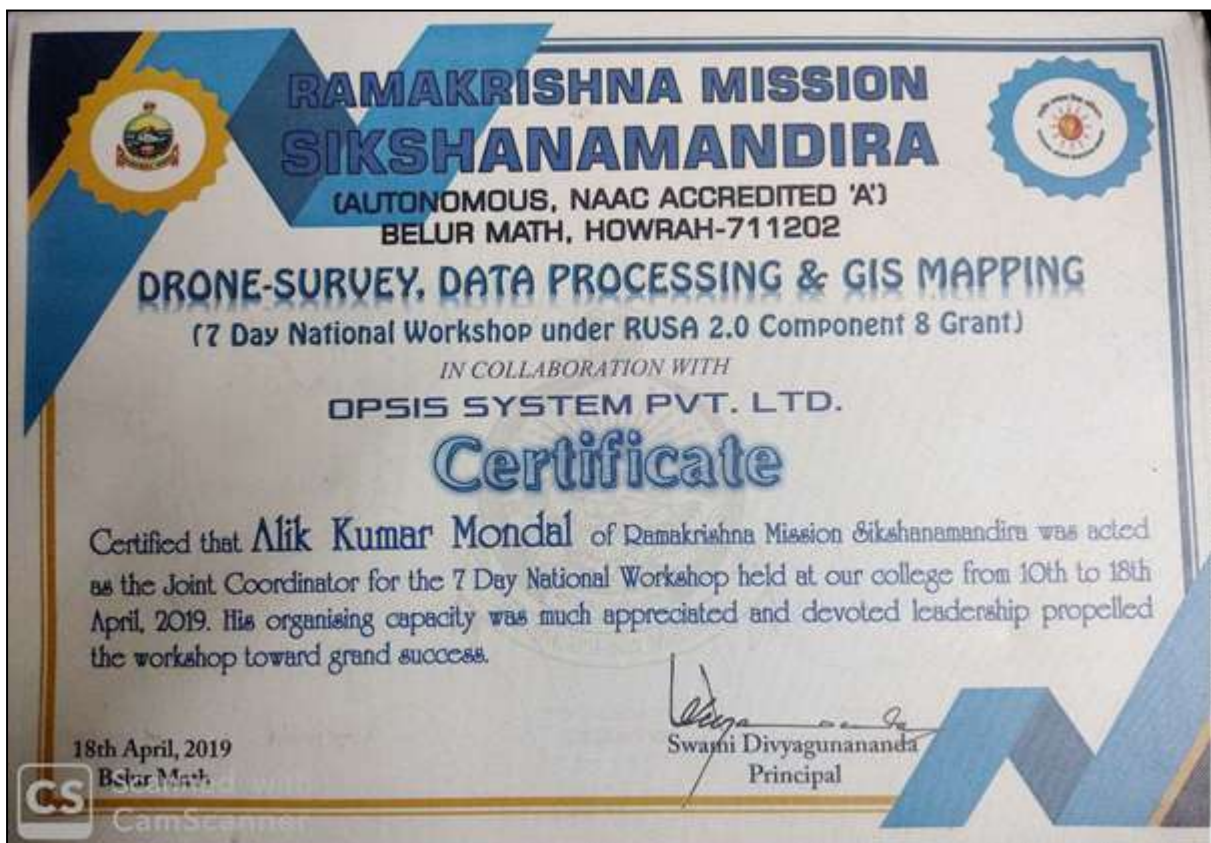 RAMAKRISHNA MISSION
SIKSHANAMANDIRA
(AUTONOMOUS, NAAC ACCREDITED 'A')
BELUR MATH, HOWRAH-711202
DRONE-SURVEY, DATA PROCESSING & GIS MAPPING
(7 Day National Workshop under RUSA 2.0 Component 8 Grant)
IN COLLABORATION WITH
OPSIS SYSTEM PVT. LTD.
Certificate
Certified that Alik Kumar Mondal of Ramakrishna Mission Sikshanamandira was acted
as the Joint Coordinator for the 7 Day National Workshop held at our college from 10th to 18th
April, 2019. His organising capacity was much appreciated and devoted leadership propelled
the workshop toward grand success.
18th April, 2019
Belur Math
Swami Divyagunananda
Principal
CS Scanned with
CamScanner